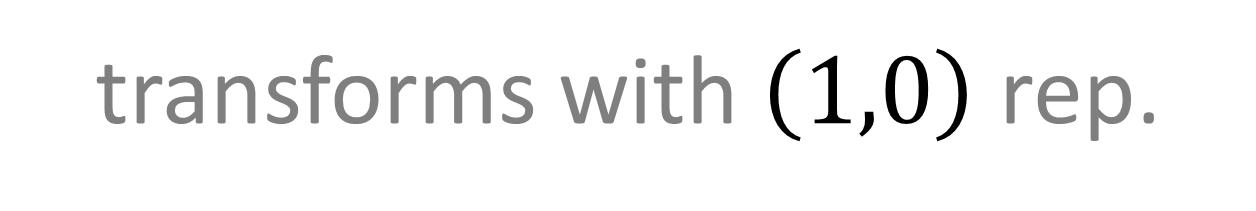 transforms with (1,0) rep.